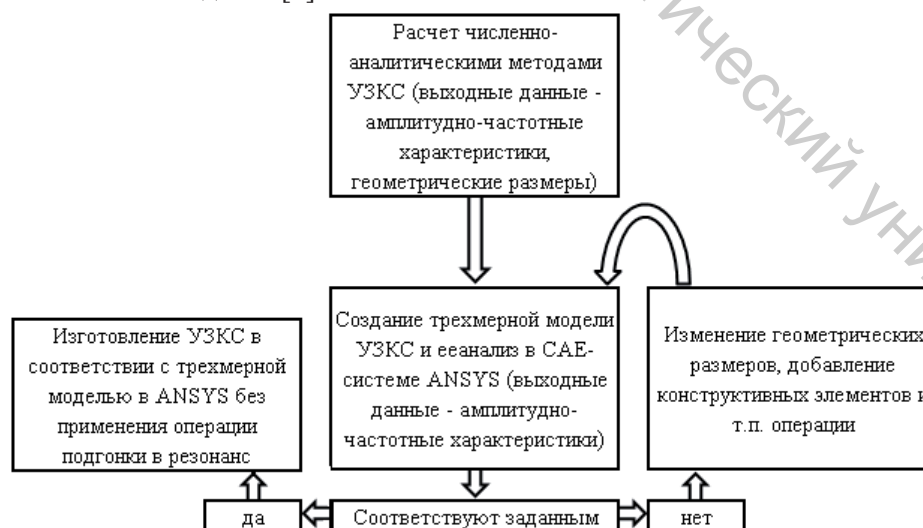 Расчет численно-
аналитическими методами
УЗКС (выходные данные -
амплитудно-частотные
характеристики,
геометрические размеры)
Создание трехмерной модели
УЗКС и ееанализ в CAE-
системе ANSYS (выходные
данные - амплитудно-
частотные характеристики)
Изготовление УЗКС в
соответствии с трехмерной
моделью в ANSYS без
применения операции
подгонки в резонанс
Изменение геометрических
размеров, добавление
конструктивных элементов и
т.п. операции
да
Соответствуют заданным
нет